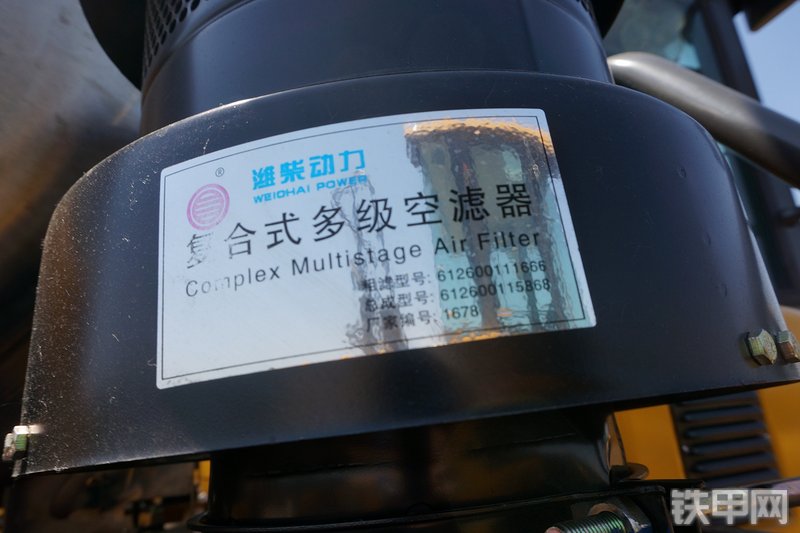 ®
潍柴动力
WEICHAI POWER
复合式多级空滤器
Complex Multistage Air Filter
粗滤型号: 612600111666
总成型号: 612600115868
厂家编号: 1678
铁甲网